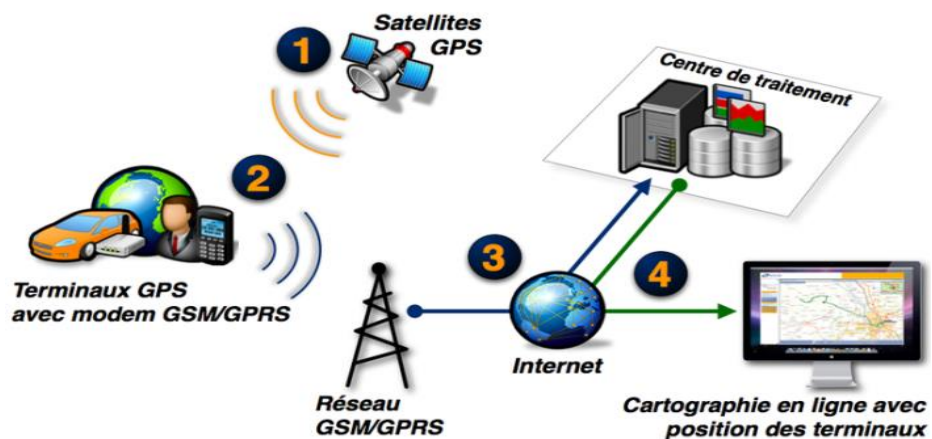 1
Satellites
GPS
Centre de traitement
2
Terminaux GPS
avec modem GSM/GPRS
3
4
Internet
Réseau
GSM/GPRS
Cartographie en ligne avec
position des terminaux